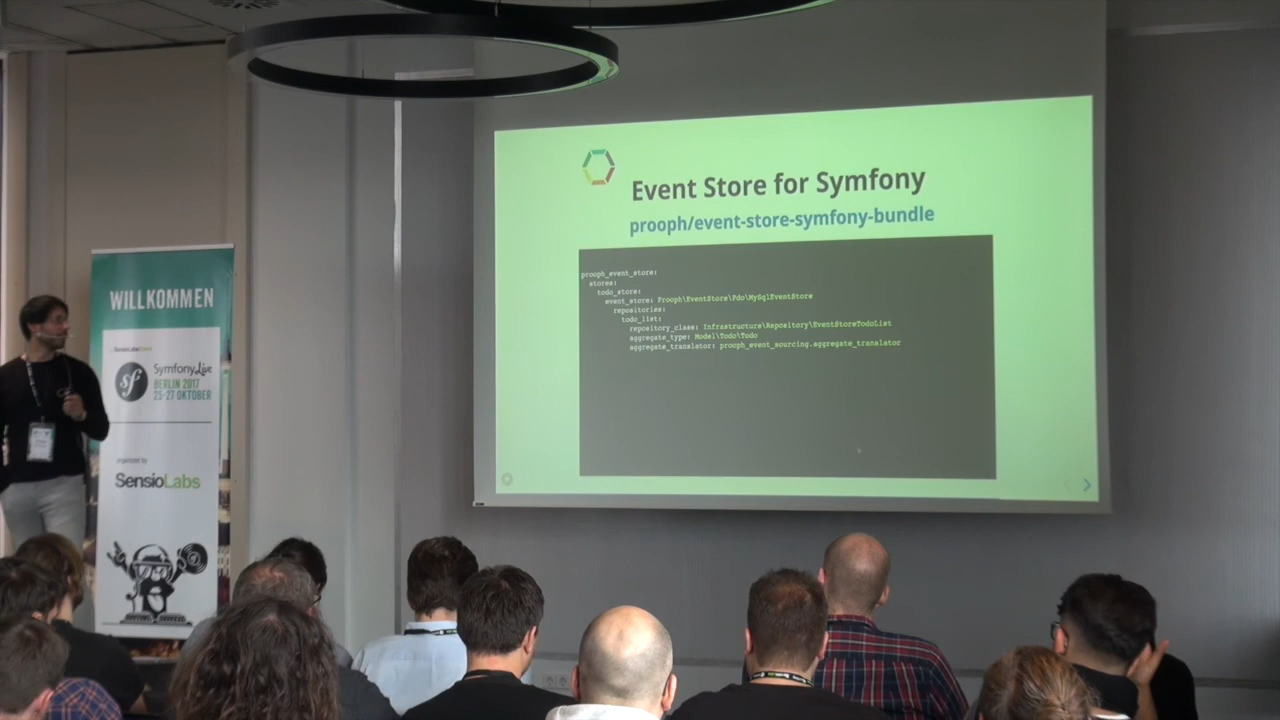 Event Store for Symfony
prooph/event-store-symfony-bundle
prooph_event_store:
stores:
todo_store:
event_store: Prooph\EventStore\Pdo\MySqlEventStore
repositories:
todo_list:
repository_class: Infrastructure\Repository\EventStoreTodoList
aggregate_type: Model\Todo\Todo
aggregate_translator: prooph_event_sourcing.aggregate_translator
WILLKOMMEN
sf
SymfonyLive
BERLIN 2017
25-27 OKTOBER
organized by
SensioLabs